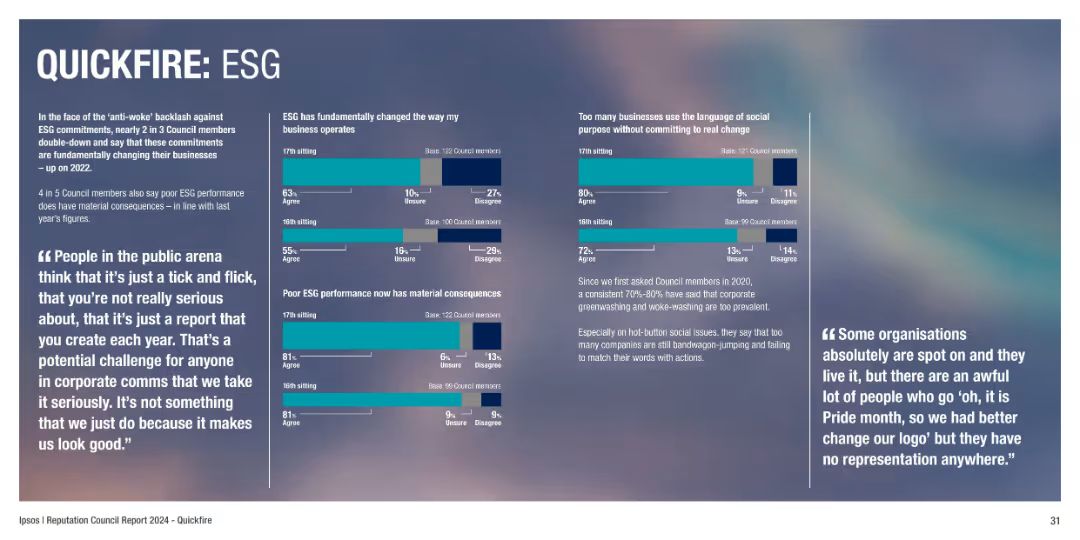 QUICKFIRE: ESG
In the face of the ‘anti-woke’ backlash against
ESG commitments, nearly 2 in 3 Council members
double-down and say that these commitments
are fundamentally changing their businesses
– up on 2022.
4 in 5 Council members also say poor ESG performance
does have material consequences – in line with last
year’s figures.
“People in the public arena
think that it’s just a tick and flick,
that you’re not really serious
about, that it’s just a report that
you create each year. That’s a
potential challenge for anyone
in corporate comms that we take
it seriously. It’s not something
that we just do because it makes
us look good.”
ESG has fundamentally changed the way my
business operates
17th sitting Base: 122 Council members
63% 10% 27%
Agree Unsure Disagree
16th sitting Base: 100 Council members
55% 16% 29%
Agree Unsure Disagree
Poor ESG performance now has material consequences
17th sitting Base: 122 Council members
81% 6% 13%
Agree Unsure Disagree
16th sitting Base: 99 Council members
81% 9% 9%
Agree Unsure Disagree
Too many businesses use the language of social
purpose without committing to real change
17th sitting Base: 121 Council members
80% 9% 11%
Agree Unsure Disagree
16th sitting Base: 99 Council members
72% 13% 14%
Agree Unsure Disagree
Since we first asked Council members in 2020,
a consistent 70%-80% have said that corporate
greenwashing and woke-washing are too prevalent.
Especially on hot-button social issues, they say that too
many companies are still bandwagon-jumping and failing
to match their words with actions.
“Some organisations
absolutely are spot on and they
live it, but there are an awful
lot of people who go ‘oh, it is
Pride month, so we had better
change our logo’ but they have
no representation anywhere.”
Ipsos | Reputation Council Report 2024 - Quickfire
31